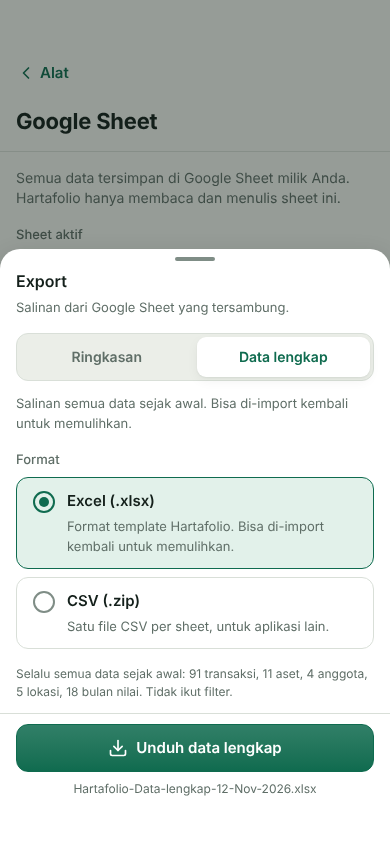 Alat
Google Sheet
Semua data tersimpan di Google Sheet milik Anda.
Hartafolio hanya membaca dan menulis sheet ini.
Sheet aktif
Export
Salinan dari Google Sheet yang tersambung.
Ringkasan
Data lengkap
Salinan semua data sejak awal. Bisa di-import kembali
untuk memulihkan.
Format
Excel (.xlsx)
Format template Hartafolio. Bisa di-import
kembali untuk memulihkan.
CSV (.zip)
Satu file CSV per sheet, untuk aplikasi lain.
Selalu semua data sejak awal: 91 transaksi, 11 aset, 4 anggota,
5 lokasi, 18 bulan nilai. Tidak ikut filter.
Unduh data lengkap
Hartafolio-Data-lengkap-12-Nov-2026.xlsx